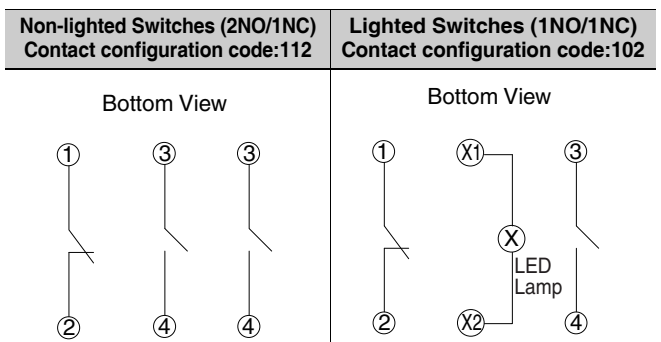 Non-lighted Switches (2NO/1NC)
Contact configuration code:112
Lighted Switches (1NO/1NC)
Contact configuration code:102
Bottom View
1 3 3
2 4 4
Bottom View
X1
1 3
X
LED
Lamp
2 X2 4